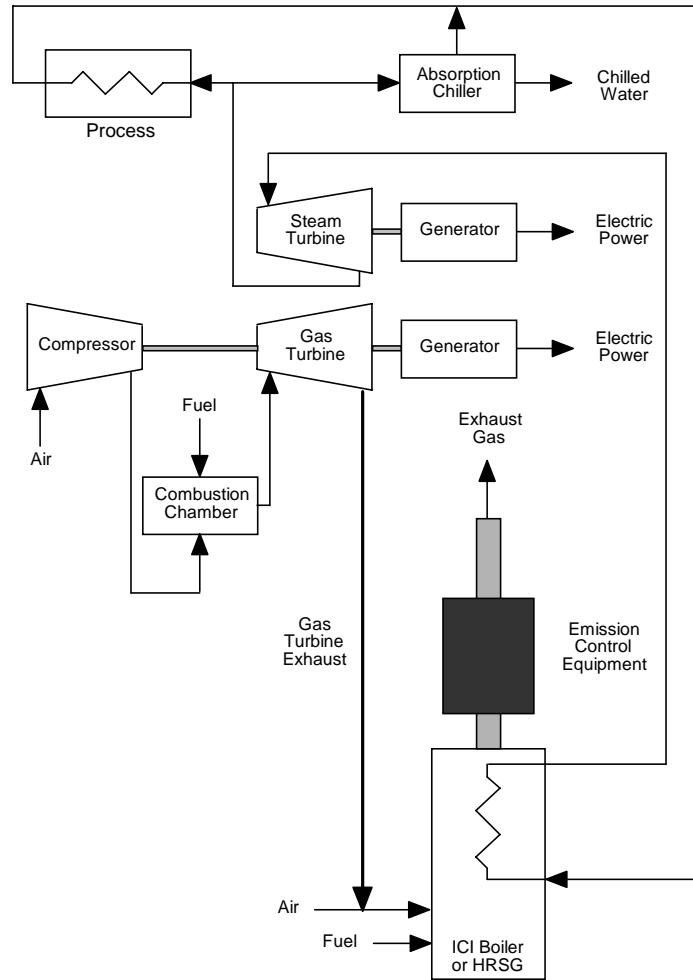 Absorption
Chiller
Chilled
Water
Process
Steam
Turbine
Generator
Electric
Power
Compressor
Gas
Turbine
Generator
Electric
Power
Fuel
Air
Exhaust
Gas
Combustion
Chamber
Gas
Turbine
Exhaust
Emission
Control
Equipment
Air
Fuel
ICI Boiler
or HRSG